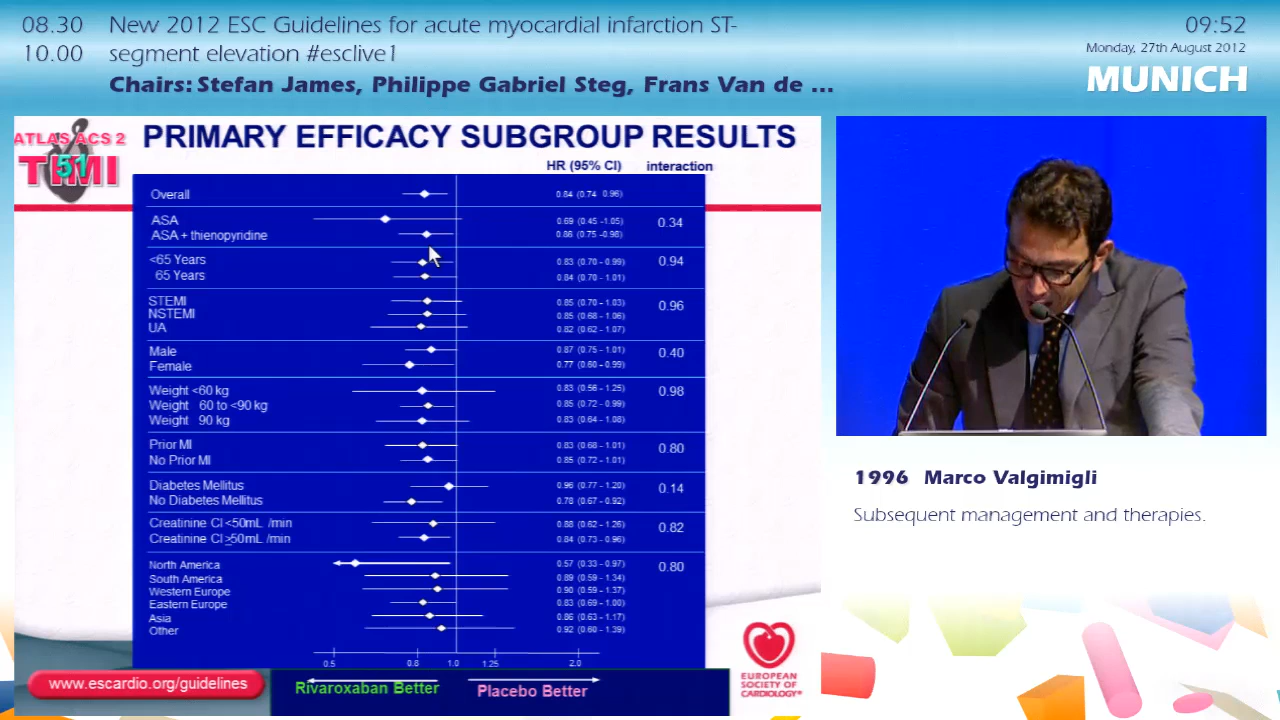 08.30
10.00
New 2012 ESC Guidelines for acute myocardial infarction ST-
segment elevation #esclive1
Chairs: Stefan James, Philippe Gabriel Steg, Frans Van de ...
09:52
Monday, 27th August 2012
MUNICH
ATLAS ACS 2
TIMI
51
PRIMARY EFFICACY SUBGROUP RESULTS
HR (95% CI) interaction
Overall 0.84 (0.74 0.96)
ASA 0.69 (0.45 -1.05)
0.34
ASA + thienopyridine 0.86 (0.75 -0.98)
<65 Years 0.83 (0.70 -0.99)
0.94
65 Years 0.84 (0.70 - 1.01)
STEMI 0.85 (0.70 - 1.03)
0.96
NSTEMI 0.85 (0.68 - 1.06)
UA 0.82 (0.62 - 1.07)
Male 0.87 (0.75 - 1.01)
0.40
Female 0.77 (0.60 - 0.99)
Weight <60 kg 0.83 (0.56 - 1.25)
0.98
Weight 60 to <90 kg 0.85 (0.72 - 0.99)
Weight 90 kg 0.83 (0.64 - 1.08)
Prior MI 0.83 (0.68 - 1.01)
0.80
No Prior MI 0.85 (0.72 - 1.01)
Diabetes Mellitus 0.96 (0.77 - 1.20)
0.14
No Diabetes Mellitus 0.78 (0.67 - 0.92)
Creatinine Cl <50mL /min 0.88 (0.62 - 1.26)
0.82
Creatinine Cl ≥50mL /min 0.84 (0.73 - 0.96)
North America 0.57 (0.33 - 0.97)
0.80
South America 0.89 (0.59 - 1.34)
Western Europe 0.90 (0.59 - 1.37)
Eastern Europe 0.83 (0.69 - 1.00)
Asia 0.86 (0.63 - 1.17)
Other 0.92 (0.60 - 1.39)
0.5 0.8 1.0 1.25 2.0
Rivaroxaban Better Placebo Better
www.escardio.org/guidelines
EUROPEAN
SOCIETY OF
CARDIOLOGY®
1996 Marco Valgimigli
Subsequent management and therapies.